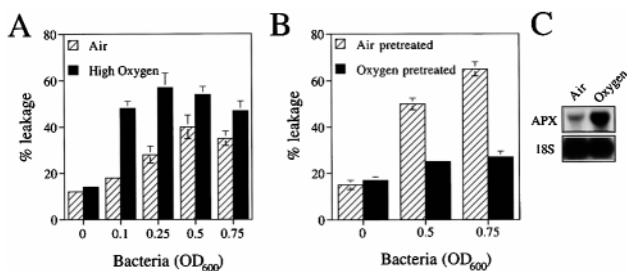 A
Air
High Oxygen
80
60
40
20
0
% leakage
0
0.1
0.25
0.5
0.75
Bacteria (OD600)
B
Air pretreated
Oxygen pretreated
80
60
40
20
0
% leakage
0
0.5
0.75
Bacteria (OD600)
C
Air
Oxygen
APX
18S